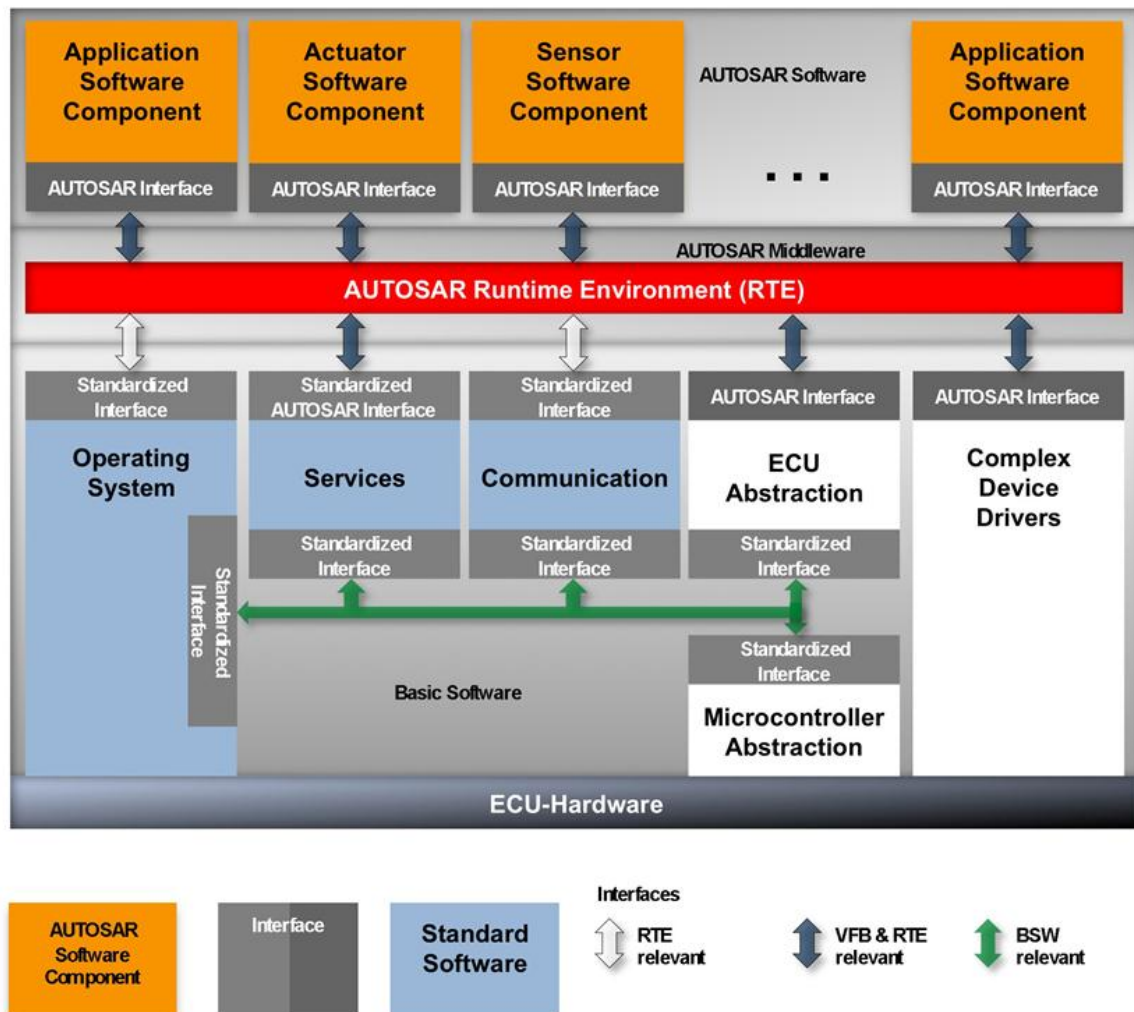 Application
Software
Component
Actuator
Software
Component
Sensor
Software
Component
AUTOSAR Software
Application
Software
Component
AUTOSAR Interface
AUTOSAR Interface
AUTOSAR Interface
...
AUTOSAR Interface
AUTOSAR Middleware
AUTOSAR Runtime Environment (RTE)
Standardized
Interface
Standardized
AUTOSAR Interface
Standardized
Interface
AUTOSAR Interface
AUTOSAR Interface
Operating
System
Services
Communication
ECU
Abstraction
Complex
Device
Drivers
Standardized
Interface
Standardized
Interface
Standardized
Interface
Standardized
Interface
Standardized
Interface
Basic Software
Microcontroller
Abstraction
ECU-Hardware
AUTOSAR
Software
Component
Interface
Standard
Software
Interfaces
RTE
relevant
VFB & RTE
relevant
BSW
relevant